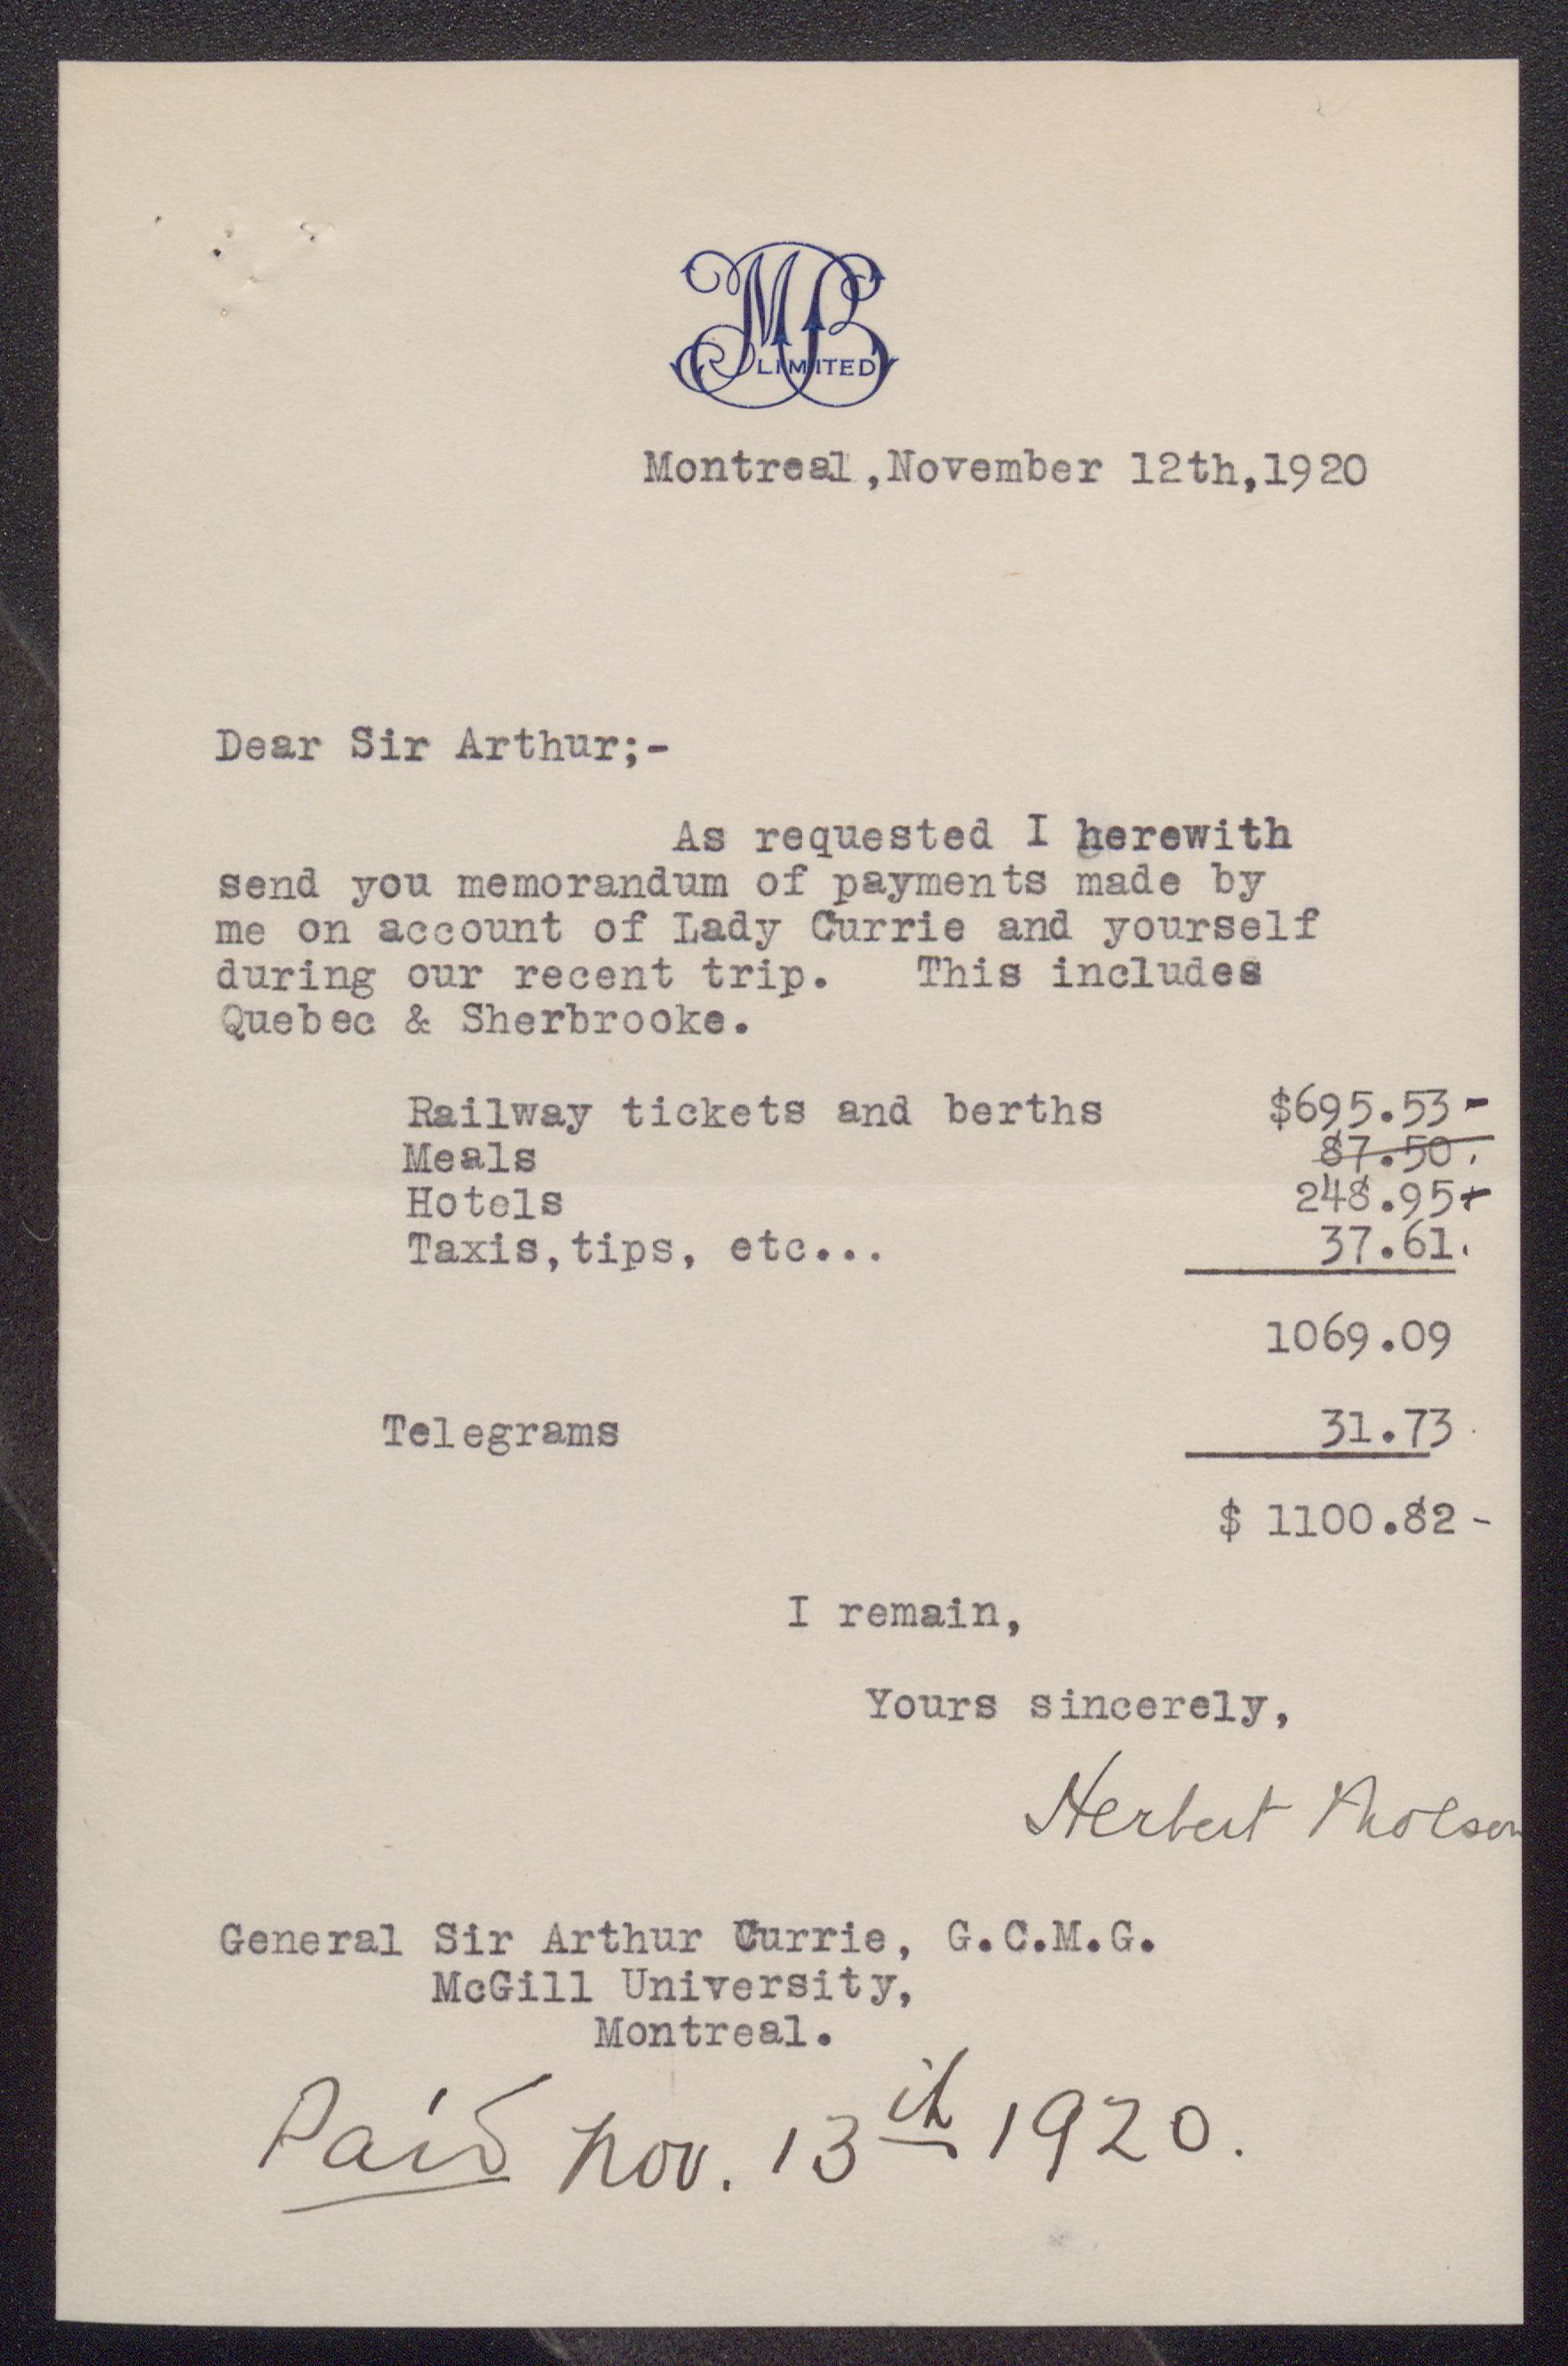 MB
LIMITED
Montreal,November 12th,1920
Dear Sir Arthur;-
As requested I herewith
send you memorandum of payments made by
me on account of Lady Currie and yourself
during our recent trip. This includes
Quebec & Sherbrooke.
Railway tickets and berths $695.53-
Meals 87.50.
Hotels 248.95+
Taxis,tips, etc... 37.61.
1069.09
Telegrams 31.73
$ 1100.82-
I remain,
Yours sincerely,
Herbert Molson
General Sir Arthur Currie, G.C.M.G.
McGill University,
Montreal.
Paid Nov. 13th 1920.